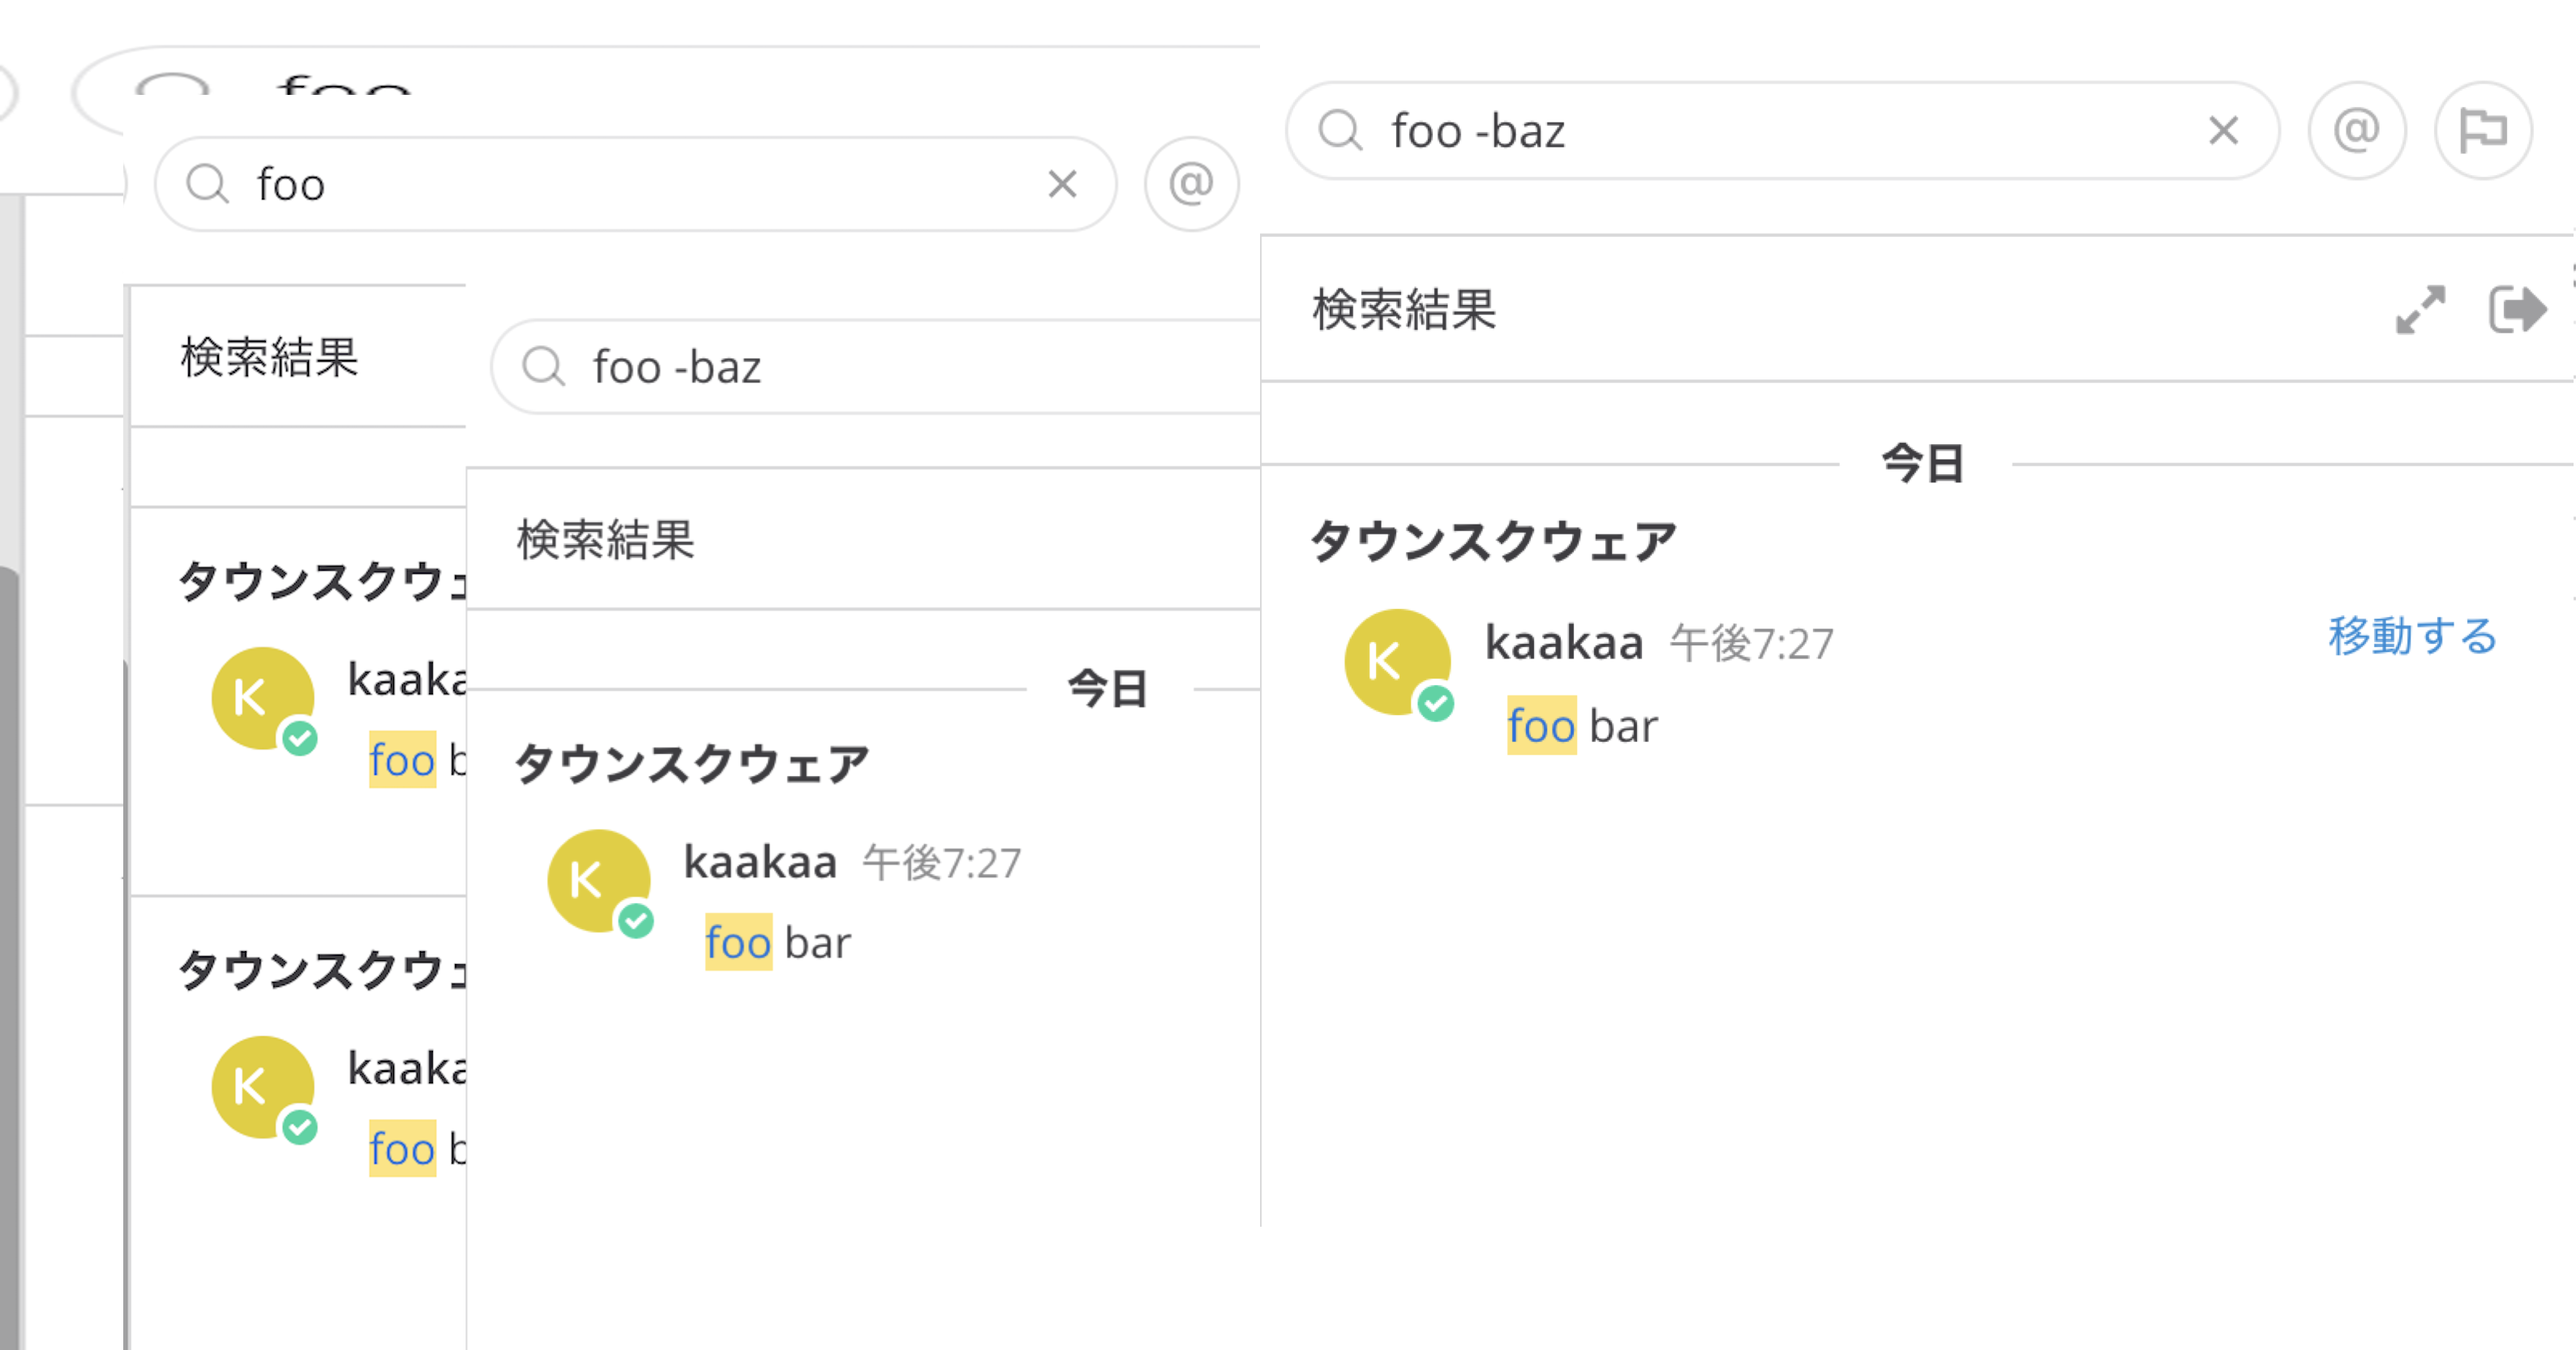 foo
foo
検索結果
タウンスクウェ
kaaka
foo b
タウンスクウェ
kaaka
foo b
foo -baz
検索結果
今日
タウンスクウェア
K
kaakaa 午後7:27
foo bar
foo -baz
@
検索結果
今日
タウンスクウェア
K
kaakaa 午後7:27
移動する
foo bar